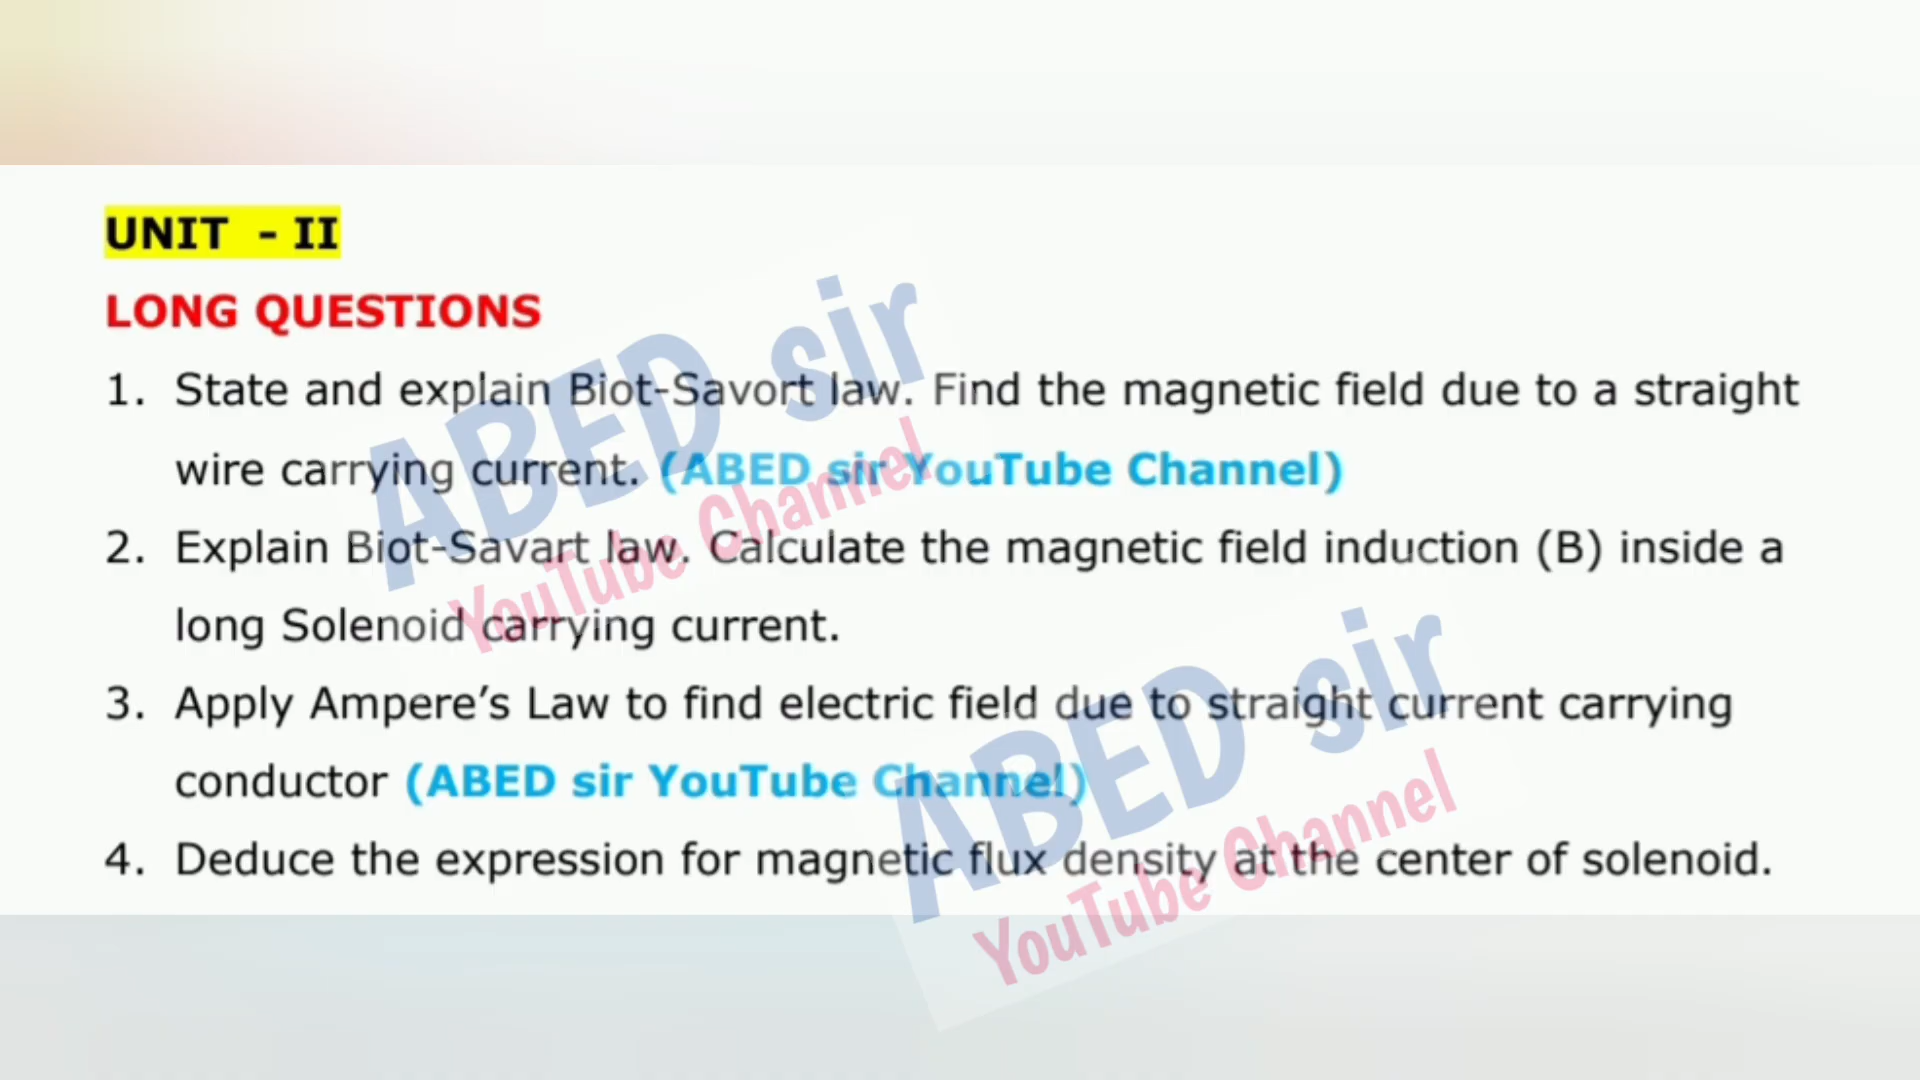 UNIT - II
LONG QUESTIONS
1. State and explain Biot-Savort law. Find the magnetic field due to a straight
wire carrying current. (ABED sir YouTube Channel)
2. Explain Biot-Savart law. Calculate the magnetic field induction (B) inside a
long Solenoid carrying current.
3. Apply Ampere’s Law to find electric field due to straight current carrying
conductor (ABED sir YouTube Channel)
4. Deduce the expression for magnetic flux density at the center of solenoid.
ABED sir
YouTube Channel
ABED sir
YouTube Channel